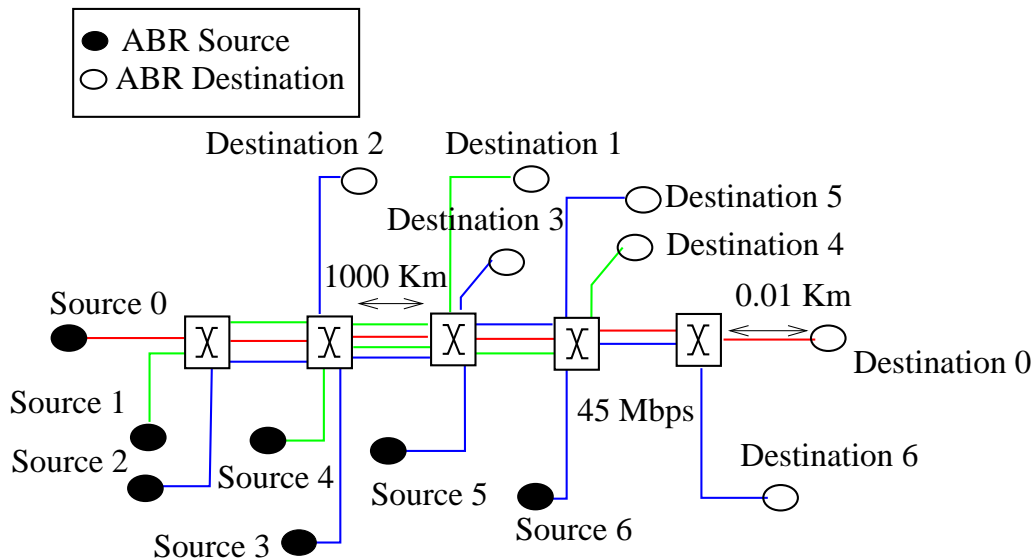 ABR Source
ABR Destination
Destination 2
Destination 1
Destination 5
Destination 3
Destination 4
1000 Km
0.01 Km
Source 0
Destination 0
Source 1
45 Mbps
Source 2
Source 4
Destination 6
Source 5
Source 6
Source 3